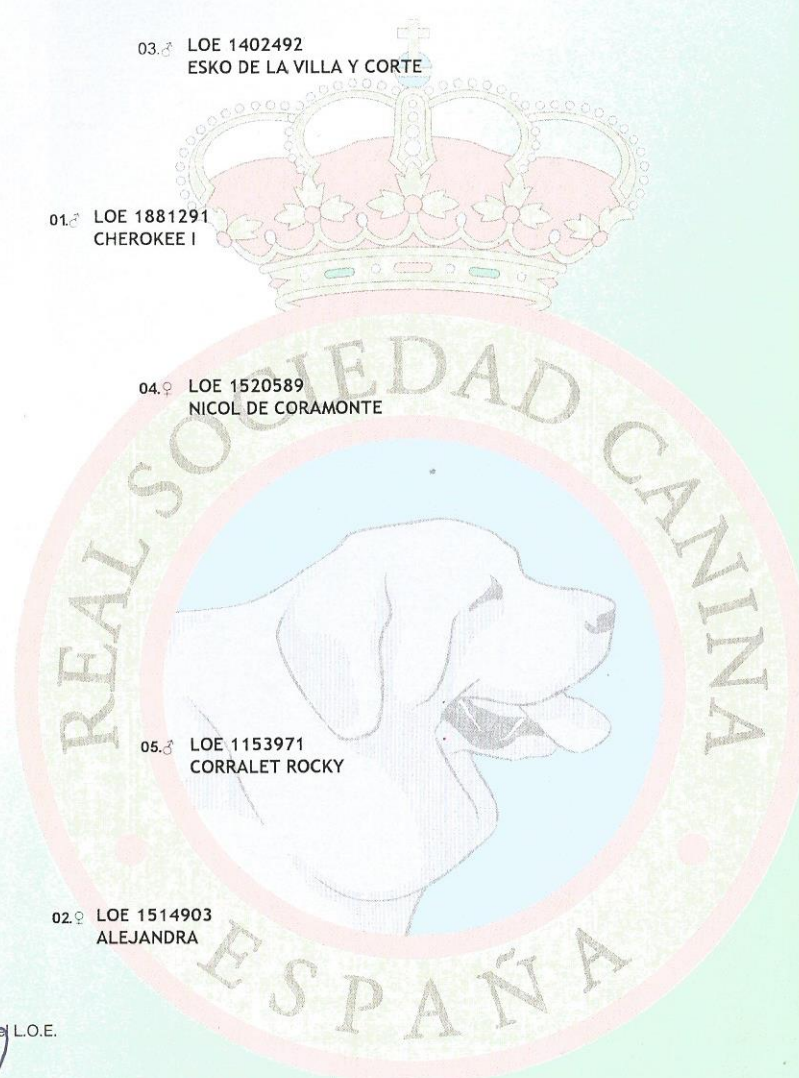 03.♂ LOE 1402492
ESKO DE LA VILLA Y CORTE
01.♂ LOE 1881291
CHEROKEE I
04.♀ LOE 1520589
NICOL DE CORAMONTE
REAL SOCIEDAD CANINA
05.♂ LOE 1153971
CORRALET ROCKY
02.♀ LOE 1514903
ALEJANDRA
ESPAÑA
L.O.E.